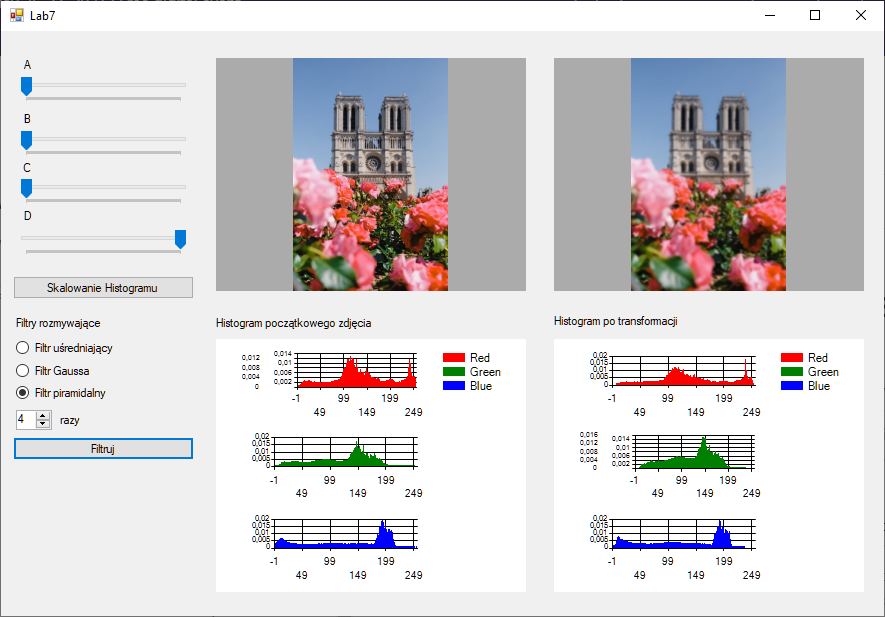 Lab7
A
B
C
D
Skalowanie Histogramu
Filtry rozmywające
Filtr uśredniający
Filtr Gaussa
Filtr piramidalny
4 razy
Filtruj
Histogram początkowego zdjęcia
0,014
0,012
0,01
0,008
0,006
0,004
0,002
0
-1 99 199
49 149 249
Red
Green
Blue
0,02
0,015
0,01
0,005
0
-1 99 199
49 149 249
0,02
0,015
0,01
0,005
0
-1 99 199
49 149 249
Histogram po transformacji
0,02
0,015
0,01
0,005
0
-1 99 199
49 149 249
Red
Green
Blue
0,016
0,014
0,012
0,01
0,008
0,006
0,004
0,002
0
-1 99 199
49 149 249
0,02
0,015
0,01
0,005
0
-1 99 199
49 149 249